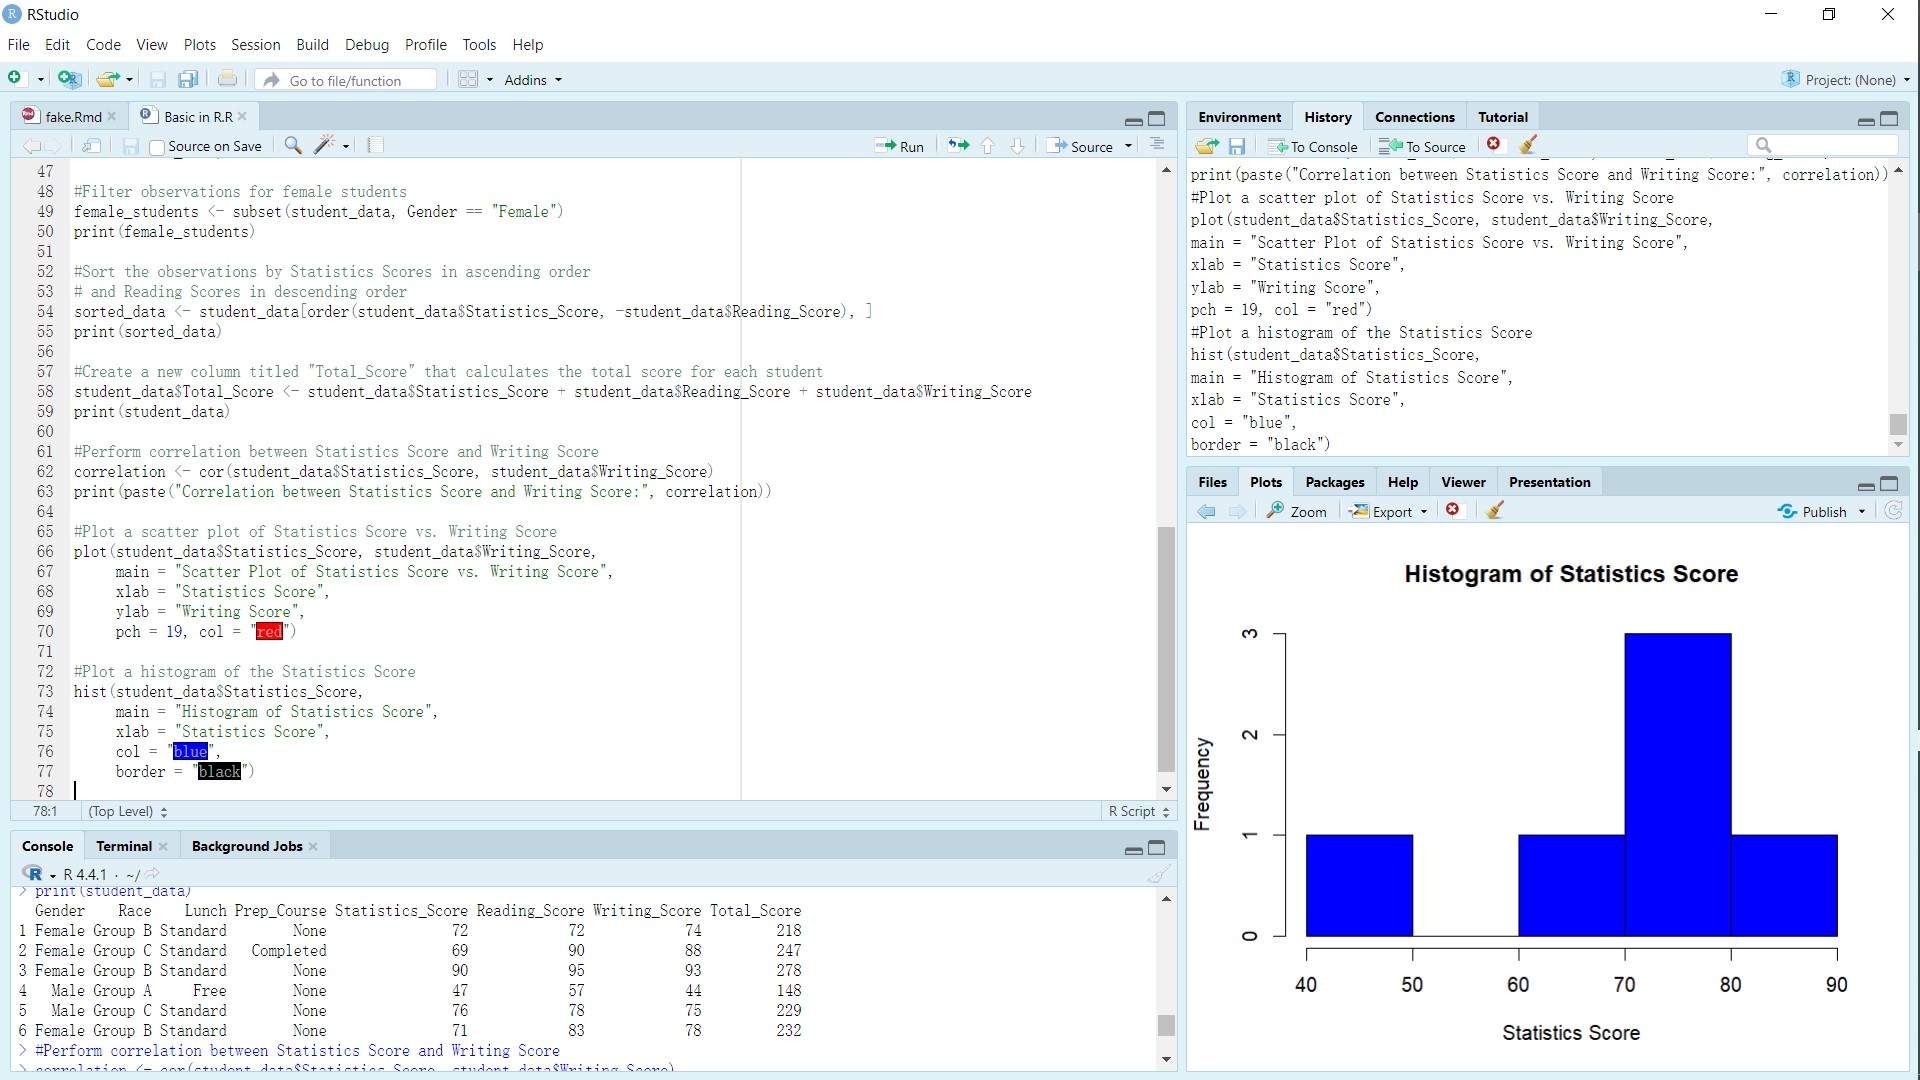 RStudio
File Edit Code View Plots Session Build Debug Profile Tools Help
Go to file/function Addins Project: (None)
fake.Rmd Basic in R.R
Source on Save Run Source
47
48 #Filter observations for female students
49 female_students <- subset(student_data, Gender == "Female")
50 print(female_students)
51
52 #Sort the observations by Statistics Scores in ascending order
53 # and Reading Scores in descending order
54 sorted_data <- student_data[order(student_data$Statistics_Score, -student_data$Reading_Score), ]
55 print(sorted_data)
56
57 #Create a new column titled "Total_Score" that calculates the total score for each student
58 student_data$Total_Score <- student_data$Statistics_Score + student_data$Reading_Score + student_data$Writing_Score
59 print(student_data)
60
61 #Perform correlation between Statistics Score and Writing Score
62 correlation <- cor(student_data$Statistics_Score, student_data$Writing_Score)
63 print(paste("Correlation between Statistics Score and Writing Score:", correlation))
64
65 #Plot a scatter plot of Statistics Score vs. Writing Score
66 plot(student_data$Statistics_Score, student_data$Writing_Score,
67 main = "Scatter Plot of Statistics Score vs. Writing Score",
68 xlab = "Statistics Score",
69 ylab = "Writing Score",
70 pch = 19, col = "red")
71
72 #Plot a histogram of the Statistics Score
73 hist(student_data$Statistics_Score,
74 main = "Histogram of Statistics Score",
75 xlab = "Statistics Score",
76 col = "blue",
77 border = "black")
78
78:1 (Top Level) R Script
Console Terminal Background Jobs
R 4.4.1 · ~/
> print(student_data)
Gender Race Lunch Prep_Course Statistics_Score Reading_Score Writing_Score Total_Score
1 Female Group B Standard None 72 72 74 218
2 Female Group C Standard Completed 69 90 88 247
3 Female Group B Standard None 90 95 93 278
4 Male Group A Free None 47 57 44 148
5 Male Group C Standard None 76 78 75 229
6 Female Group B Standard None 71 83 78 232
> #Perform correlation between Statistics Score and Writing Score
> correlation <- cor(student_data$Statistics_Score, student_data$Writing_Score)
Environment History Connections Tutorial
To Console To Source
print(paste("Correlation between Statistics Score and Writing Score:", correlation))
#Plot a scatter plot of Statistics Score vs. Writing Score
plot(student_data$Statistics_Score, student_data$Writing_Score,
main = "Scatter Plot of Statistics Score vs. Writing Score",
xlab = "Statistics Score",
ylab = "Writing Score",
pch = 19, col = "red")
#Plot a histogram of the Statistics Score
hist(student_data$Statistics_Score,
main = "Histogram of Statistics Score",
xlab = "Statistics Score",
col = "blue",
border = "black")
Files Plots Packages Help Viewer Presentation
Zoom Export Publish
Histogram of Statistics Score
Frequency
3
2
1
0
40 50 60 70 80 90
Statistics Score